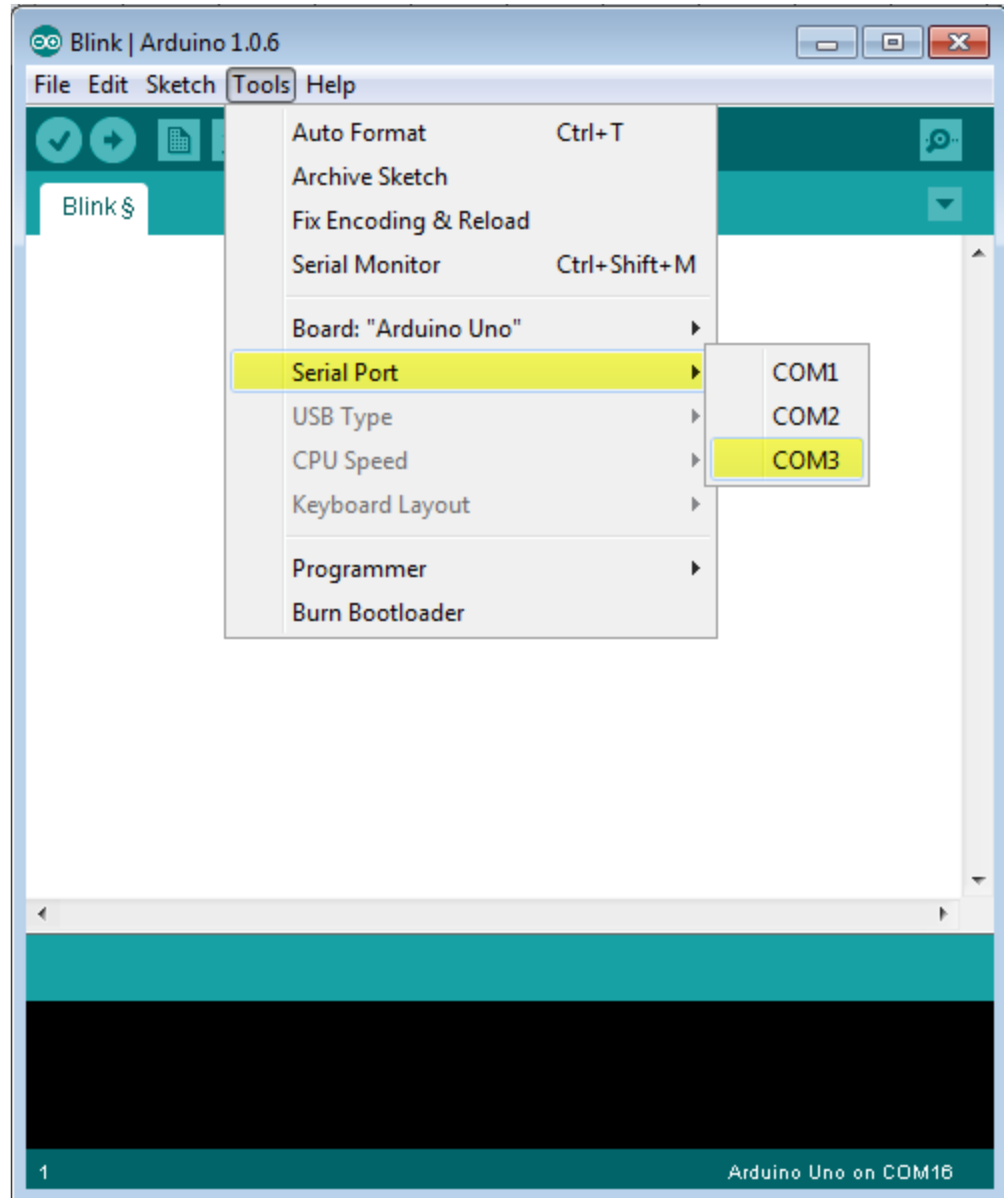 Blink | Arduino 1.0.6
File Edit Sketch Tools Help
Blink §
Auto Format Ctrl+T
Archive Sketch
Fix Encoding & Reload
Serial Monitor Ctrl+Shift+M
Board: "Arduino Uno"
Serial Port
USB Type
CPU Speed
Keyboard Layout
Programmer
Burn Bootloader
COM1
COM2
COM3
1 Arduino Uno on COM16